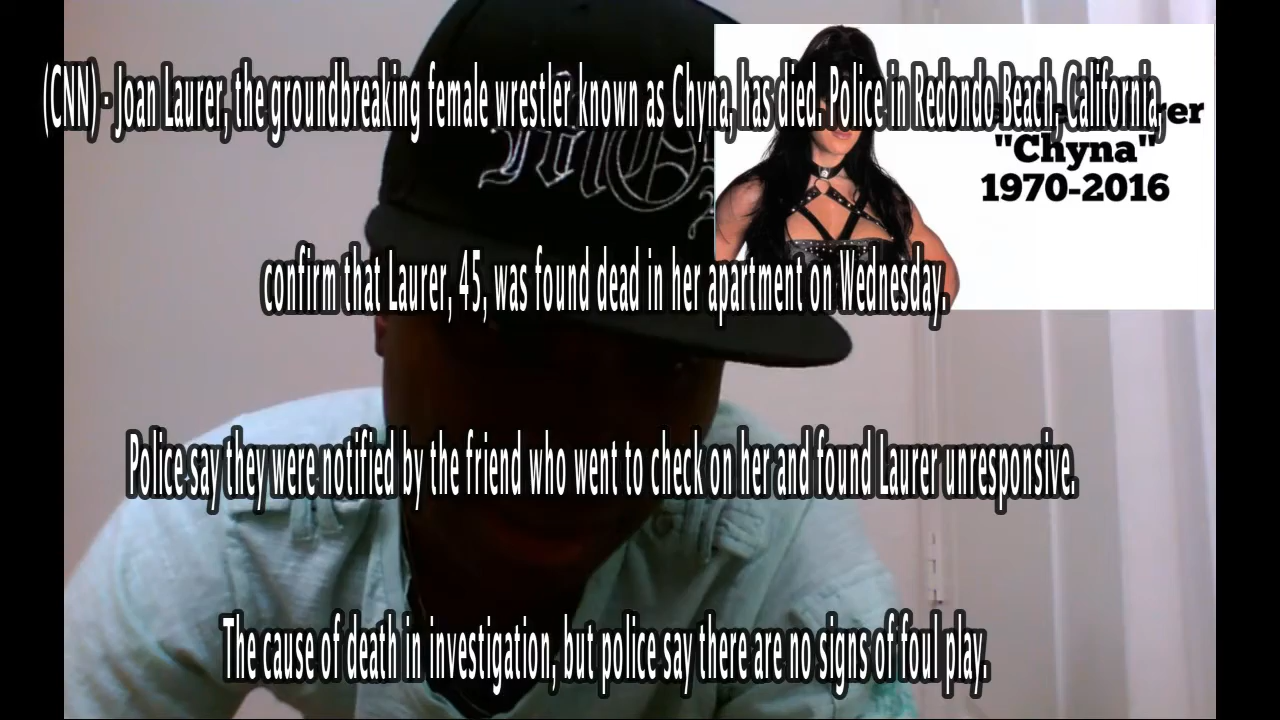 (CNN) - Joan Laurer, the groundbreaking female wrestler known as Chyna, has died. Police in Redondo Beach, California,
"Chyna"
1970-2016
confirm that Laurer, 45, was found dead in her apartment on Wednesday.
Police say they were notified by the friend who went to check on her and found Laurer unresponsive.
The cause of death in investigation, but police say there are no signs of foul play.